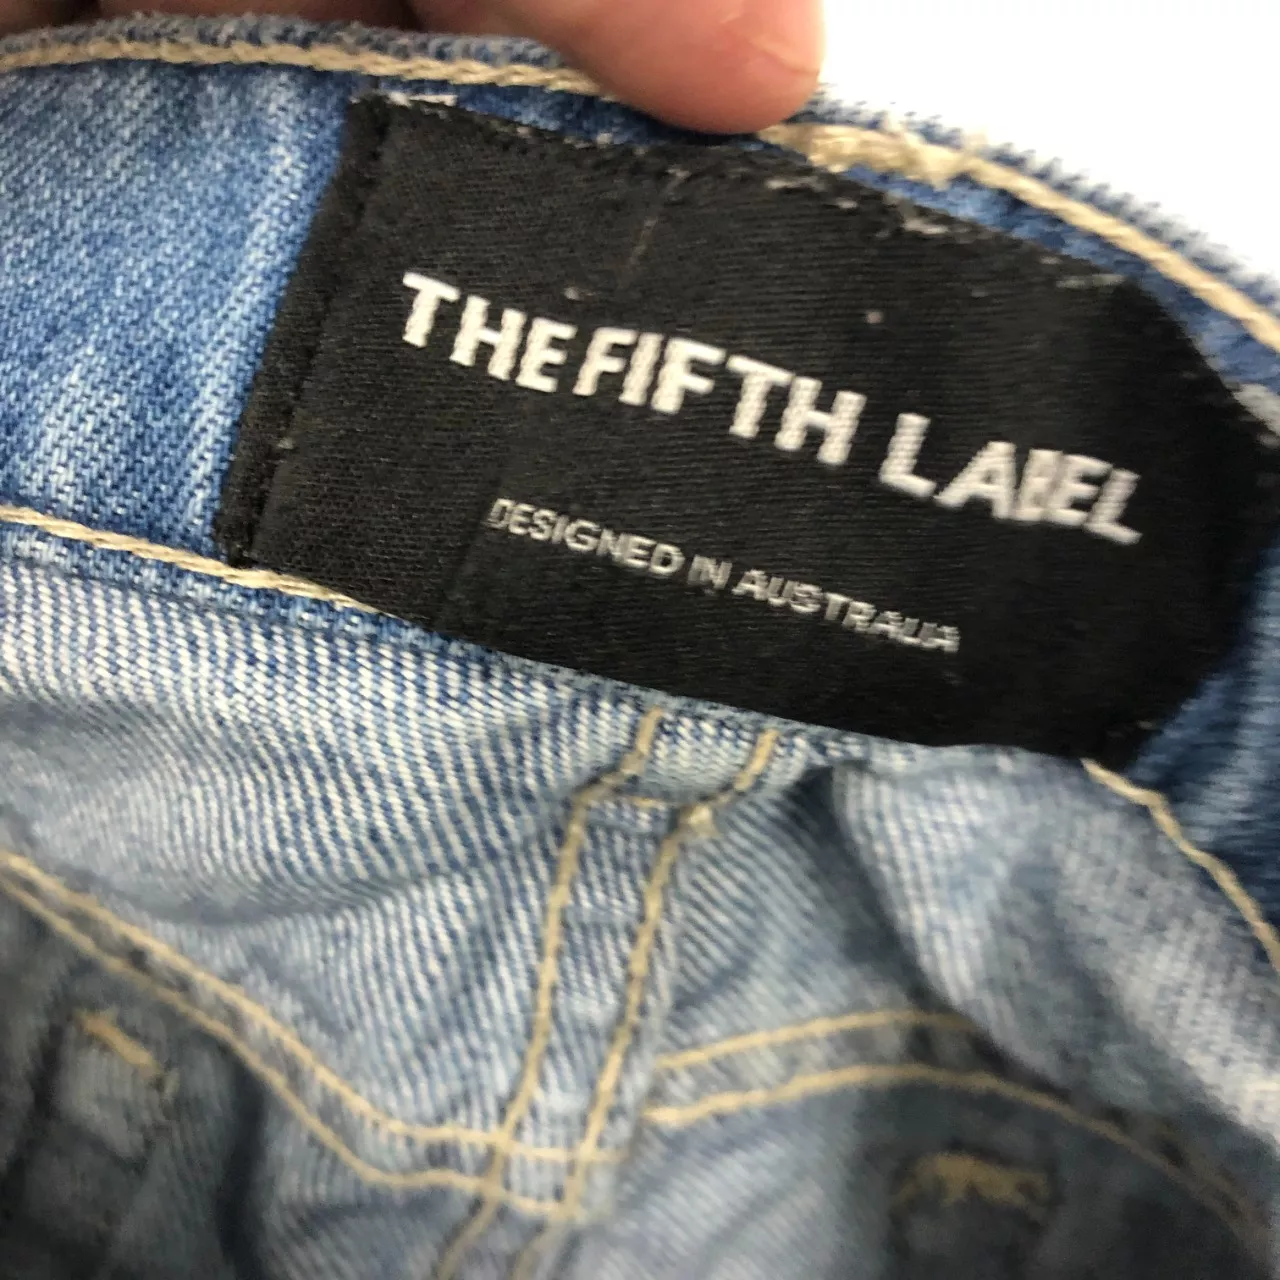 THE FIFTH LABEL
DESIGNED IN AUSTRALIA